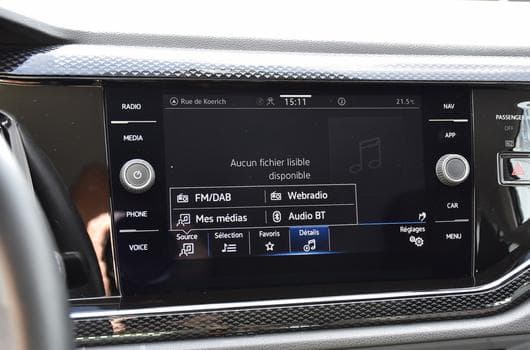 RADIO
MEDIA
PHONE
VOICE
Rue de Koerich 15:11 21.5°C
Aucun fichier lisible
disponible
FM/DAB Webradio
Mes médias Audio BT
Source Sélection Favoris Détails Réglages
NAV
APP
CAR
MENU
PASSENGER
OFF